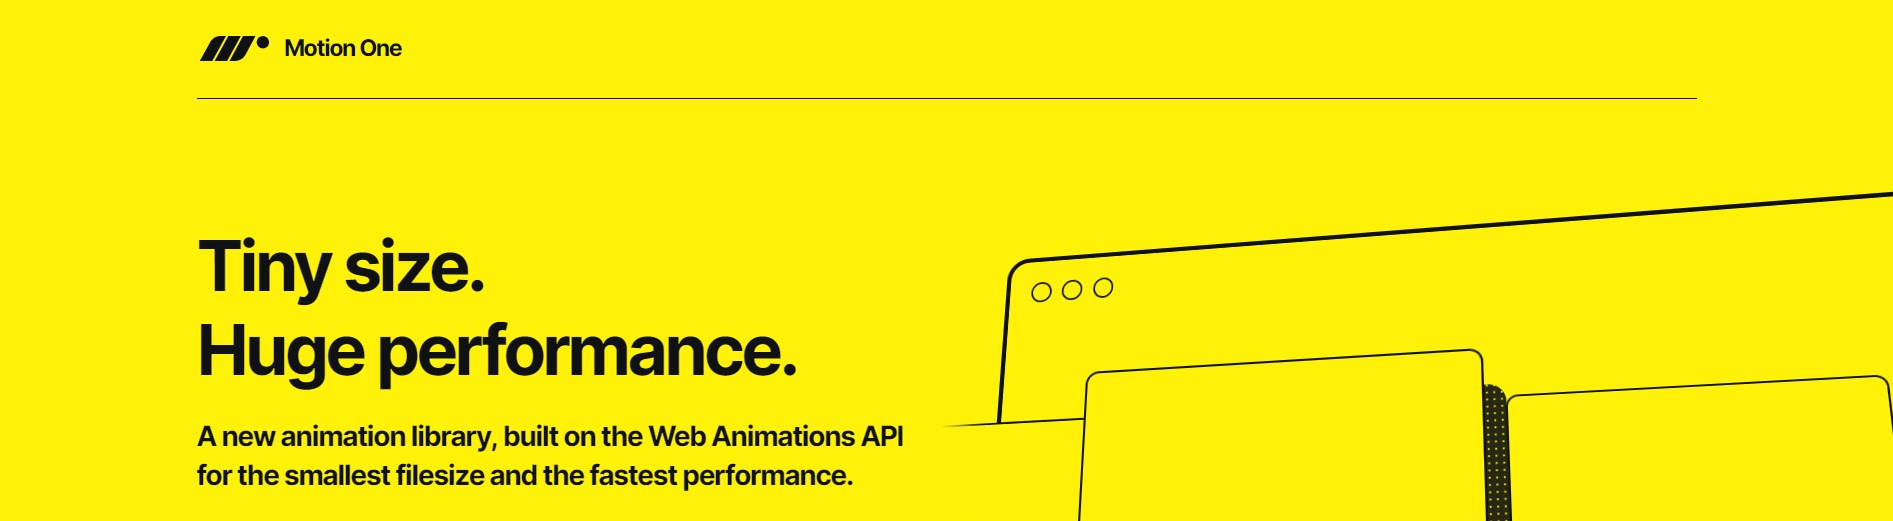 Motion One
Tiny size.
Huge performance.
A new animation library, built on the Web Animations API
for the smallest filesize and the fastest performance.